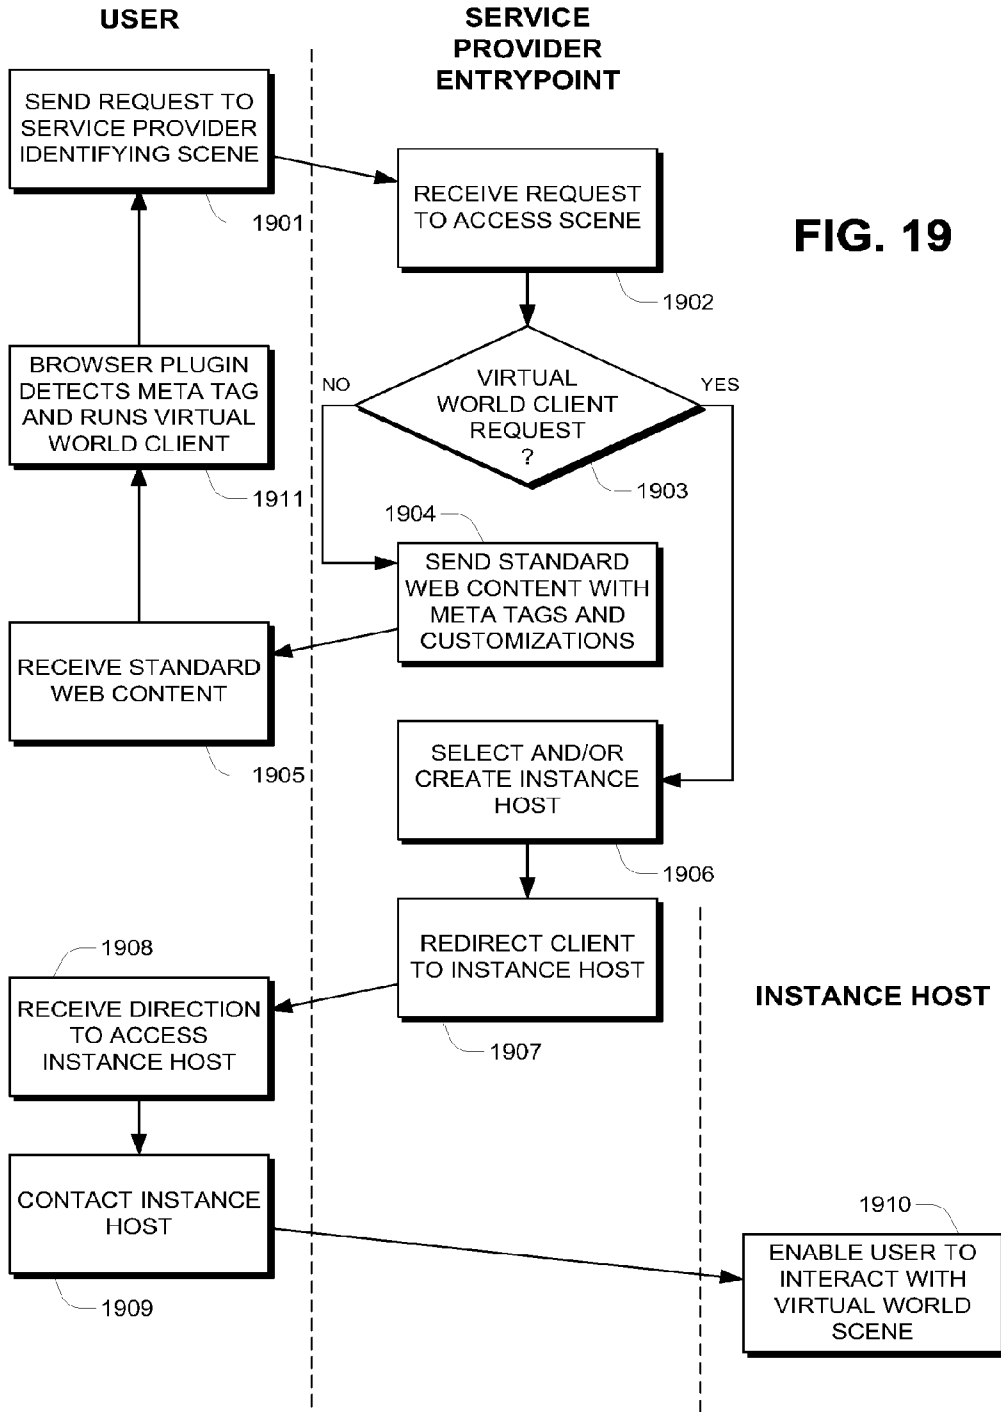 USER
SERVICE
PROVIDER
ENTRYPOINT
SEND REQUEST TO
SERVICE PROVIDER
IDENTIFYING SCENE
1901
RECEIVE REQUEST
TO ACCESS SCENE
1902
FIG. 19
BROWSER PLUGIN
DETECTS META TAG
AND RUNS VIRTUAL
WORLD CLIENT
1911
NO
VIRTUAL
WORLD CLIENT
REQUEST
?
YES
1903
1904
SEND STANDARD
WEB CONTENT WITH
META TAGS AND
CUSTOMIZATIONS
RECEIVE STANDARD
WEB CONTENT
1905
SELECT AND/OR
CREATE INSTANCE
HOST
1906
REDIRECT CLIENT
TO INSTANCE HOST
1907
1908
RECEIVE DIRECTION
TO ACCESS
INSTANCE HOST
INSTANCE HOST
CONTACT INSTANCE
HOST
1909
1910
ENABLE USER TO
INTERACT WITH
VIRTUAL WORLD
SCENE